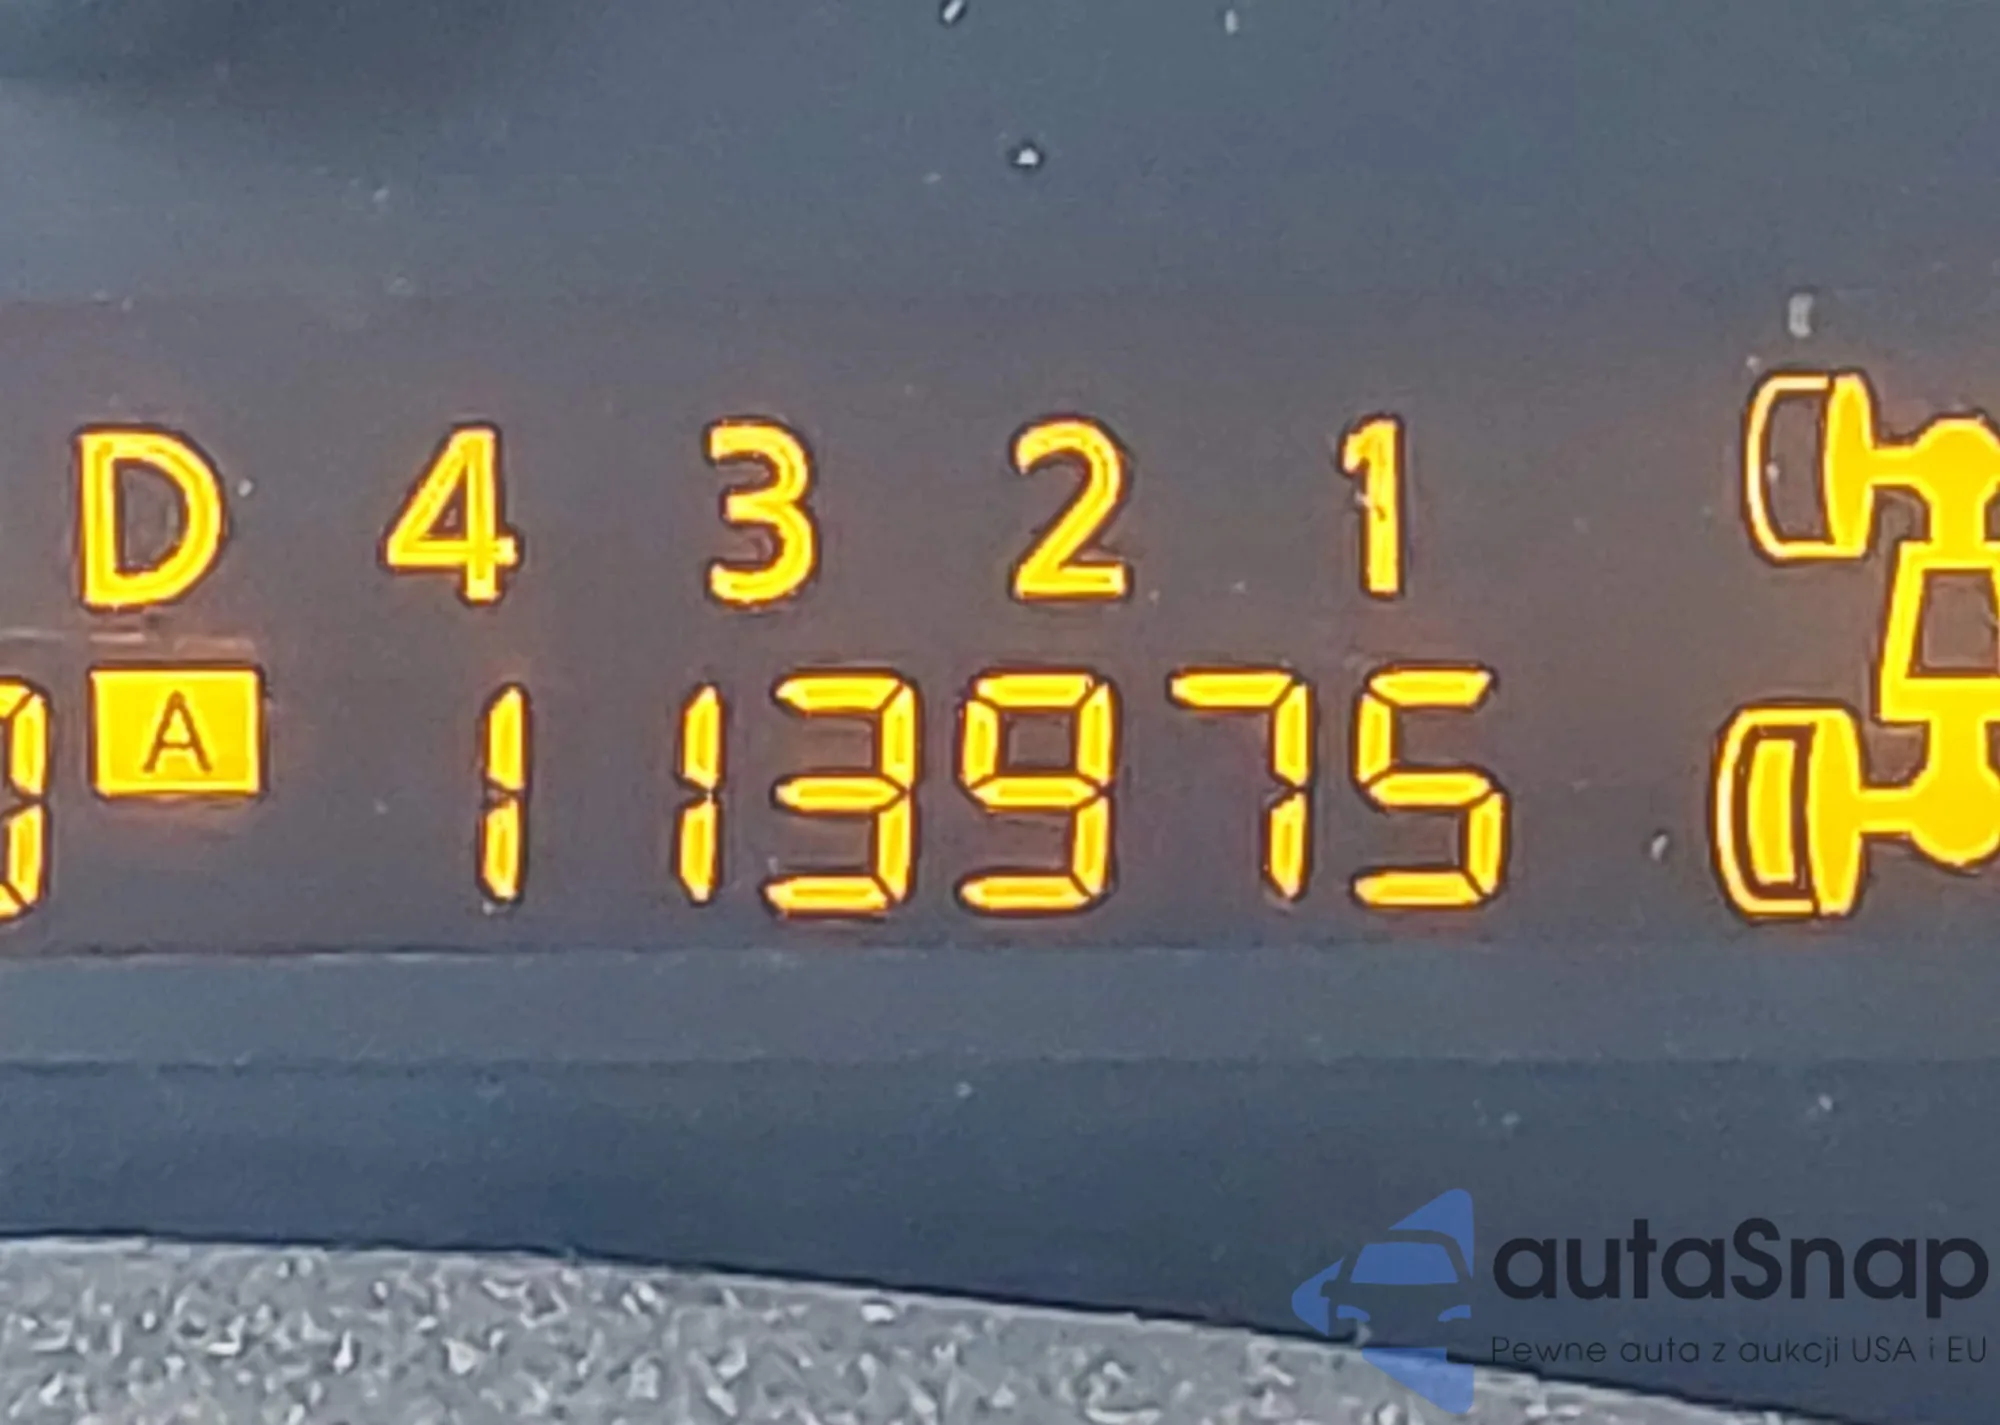 D 4 3 2 1
A 113975
autaSnap
Pewne auta z aukcji USA i EU